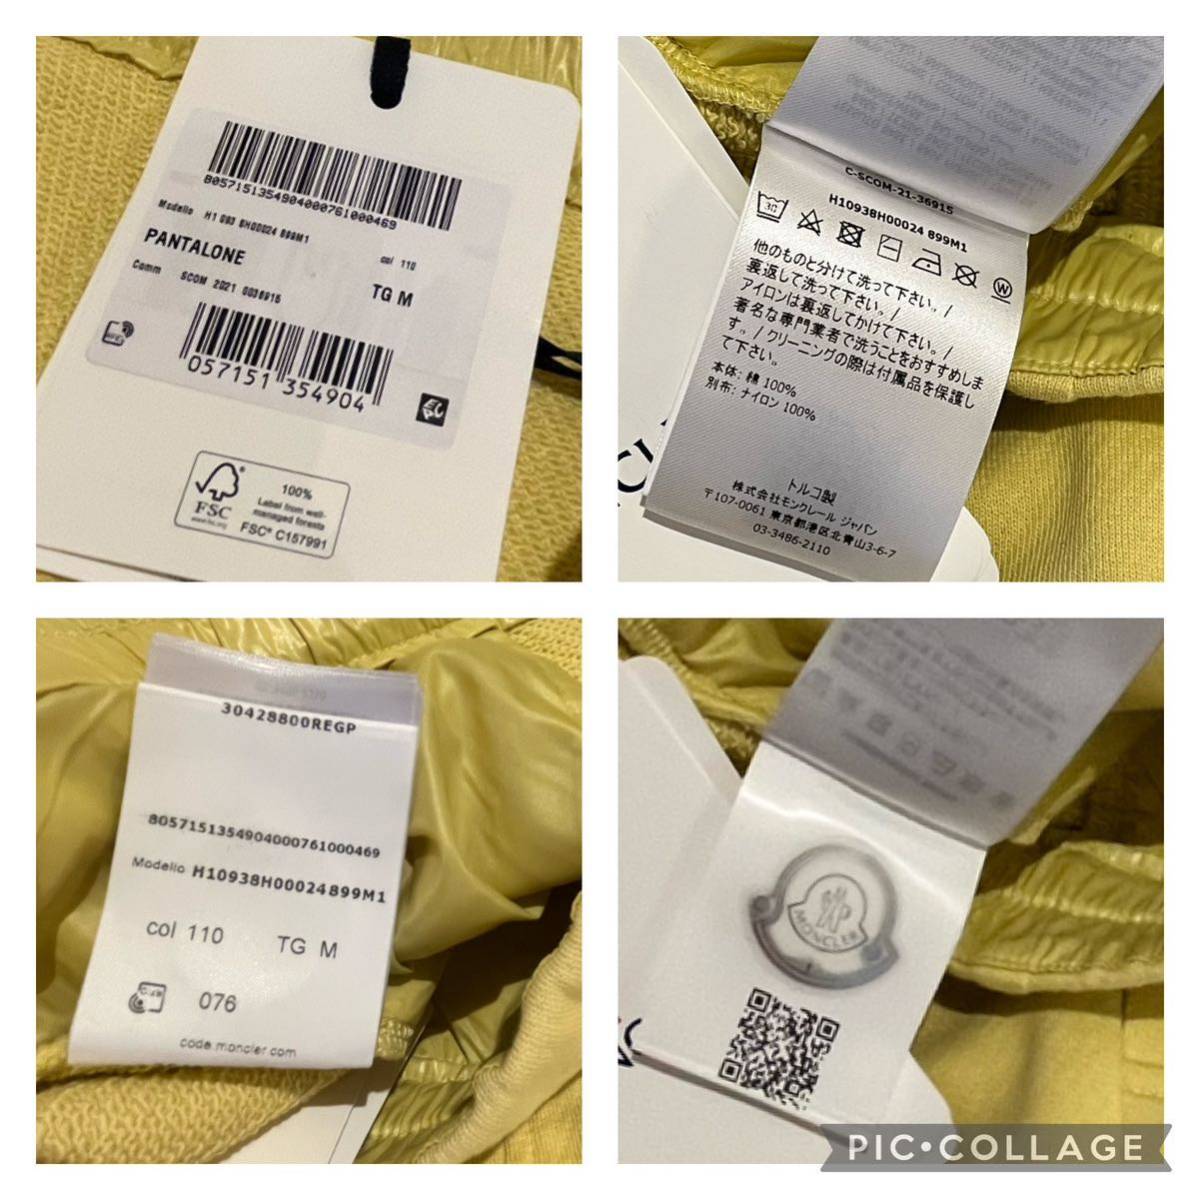 8057151354904000761000469
Modello H1 093 8H00024 899M1
PANTALONE
col 110
Comm SCOM 2021 0036915
TG M
057151 354904
FSC
www.fsc.org
100%
Label from well-
managed forests
FSC® C157991
C-SCOM-21-36915
H10938H00024 899M1
30
W
他のものと分けて洗って下さい。/
裏返して洗って下さい。/
アイロンは裏返してかけて下さい。/
著名な専門業者で洗うことをおすすめしま
す。/ クリーニングの際は付属品を保護し
て下さい。
本体: 綿 100%
別布: ナイロン 100%
トルコ製
株式会社モンクレール ジャパン
〒107-0061 東京都港区北青山3-6-7
03-3486-2110
30428800REGP
8057151354904000761000469
Modello H10938H00024899M1
col 110 TG M
076
code.moncler.com
MONCLER
PIC•COLLAGE